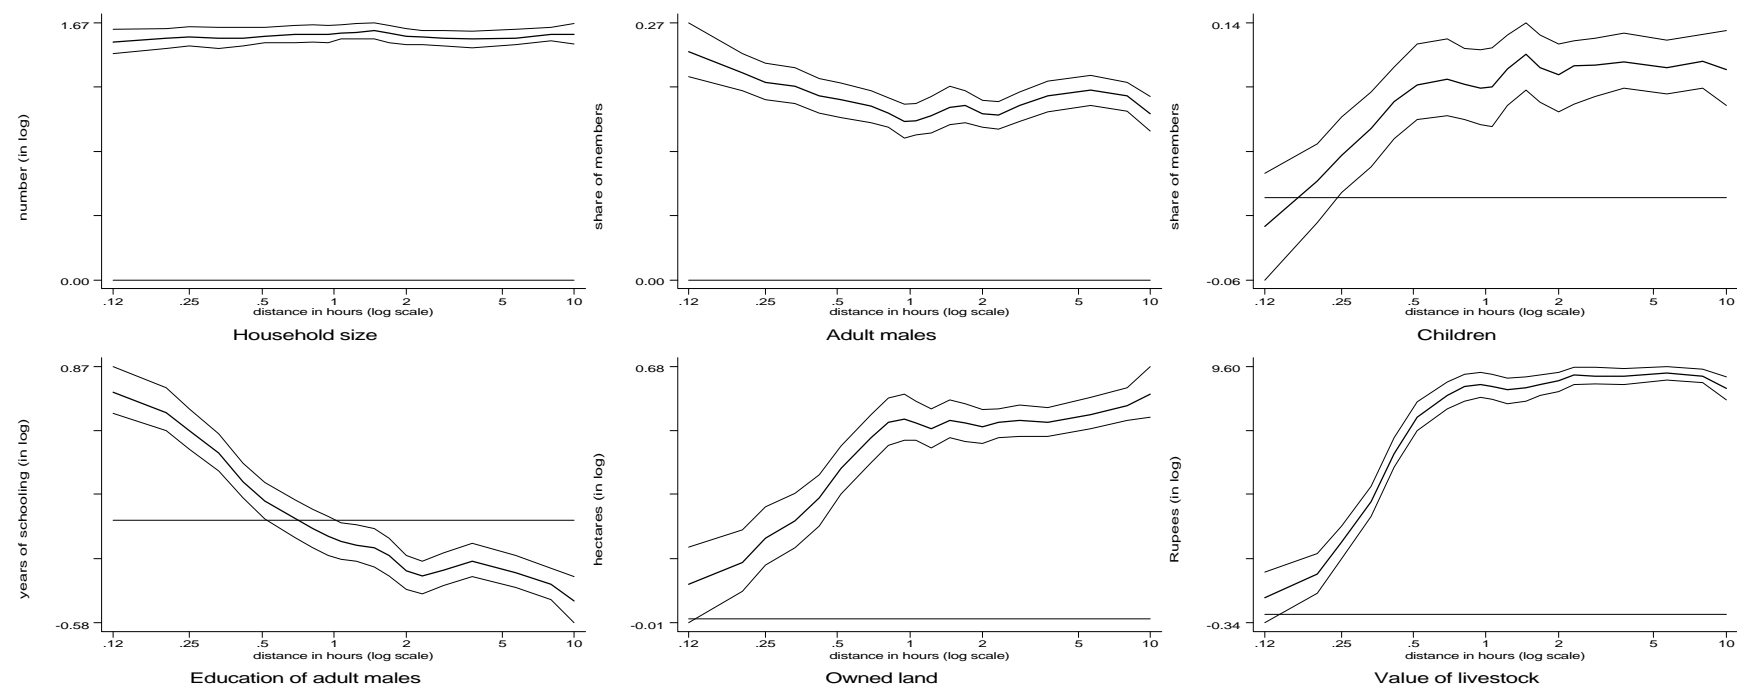 1.67
0.00
number (in log)
.12 .25 .5 1 2 5 10
distance in hours (log scale)
Household size
0.27
0.00
share of members
.12 .25 .5 1 2 5 10
distance in hours (log scale)
Adult males
0.14
-0.06
share of members
.12 .25 .5 1 2 5 10
distance in hours (log scale)
Children
0.87
-0.58
years of schooling (in log)
.12 .25 .5 1 2 5 10
distance in hours (log scale)
Education of adult males
0.68
-0.01
hectares (in log)
.12 .25 .5 1 2 5 10
distance in hours (log scale)
Owned land
9.60
-0.34
Rupees (in log)
.12 .25 .5 1 2 5 10
distance in hours (log scale)
Value of livestock